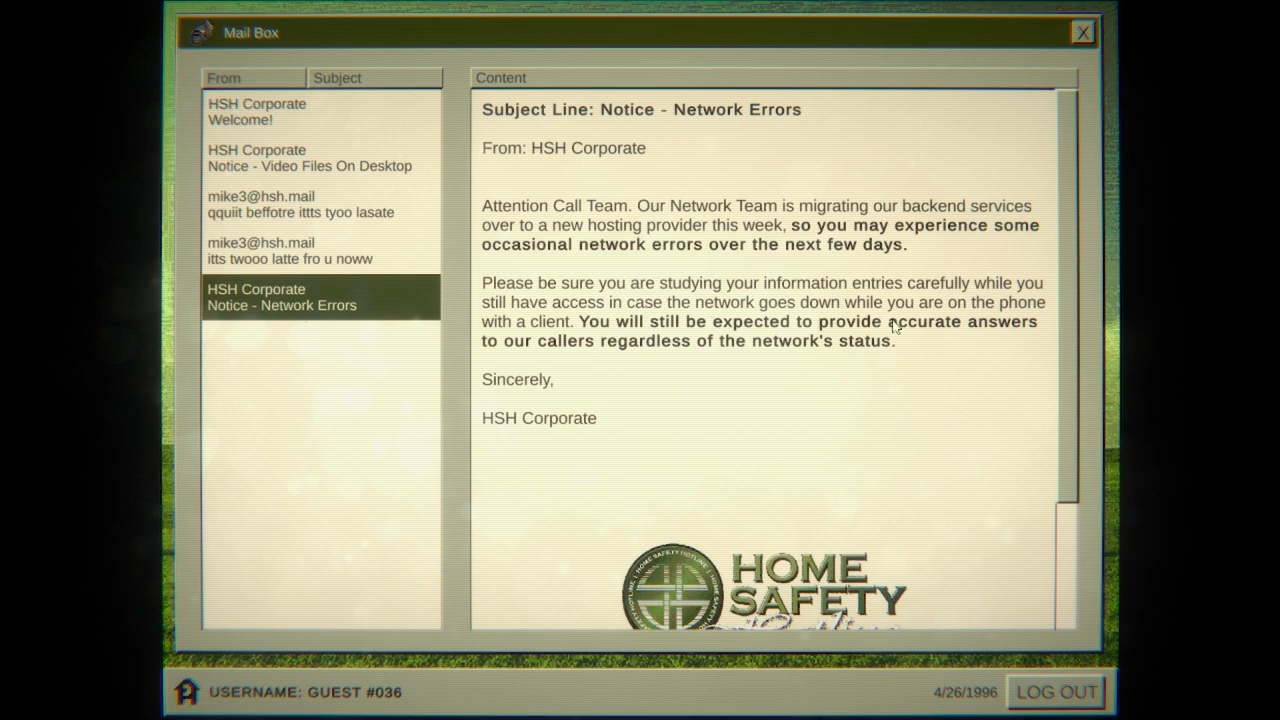 Mail Box
X
From
Subject
Content
HSH Corporate
Welcome!
HSH Corporate
Notice - Video Files On Desktop
mike3@hsh.mail
qquiit beffotre ittts tyoo lasate
mike3@hsh.mail
itts twooo latte fro u noww
HSH Corporate
Notice - Network Errors
Subject Line: Notice - Network Errors
From: HSH Corporate
Attention Call Team. Our Network Team is migrating our backend services
over to a new hosting provider this week, so you may experience some
occasional network errors over the next few days.
Please be sure you are studying your information entries carefully while you
still have access in case the network goes down while you are on the phone
with a client. You will still be expected to provide accurate answers
to our callers regardless of the network's status.
Sincerely,
HSH Corporate
HOME
SAFETY
USERNAME: GUEST #036
4/26/1996
LOG OUT